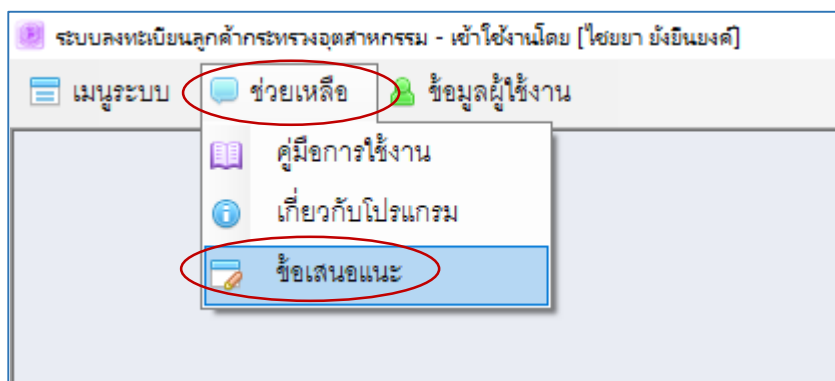 ระบบลงทะเบียนลูกค้ากระทรวงอุตสาหกรรม - เข้าใช้งานโดย [ไชยยา ยังยืนยงค์]
เมนูระบบ ช่วยเหลือ ข้อมูลผู้ใช้งาน
คู่มือการใช้งาน
เกี่ยวกับโปรแกรม
ข้อเสนอแนะ